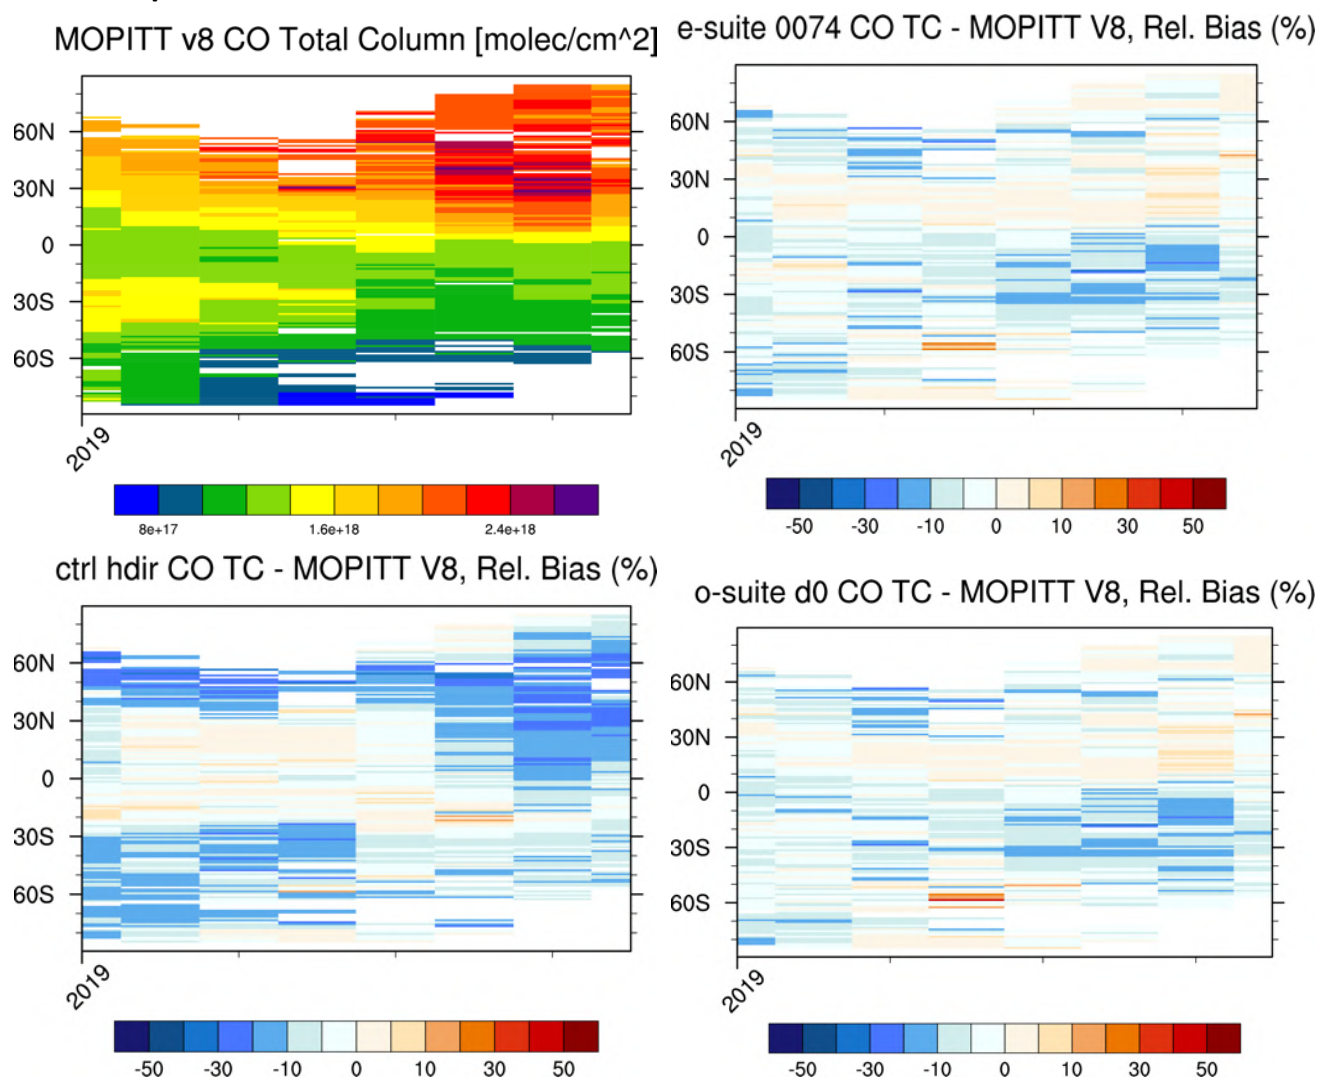 MOPITT v8 CO Total Column [molec/cm^2]
60N
30N
0
30S
60S
2019
8e+17 1.6e+18 2.4e+18
e-suite 0074 CO TC - MOPITT V8, Rel. Bias (%)
60N
30N
0
30S
60S
2019
-50 -30 -10 0 10 30 50
ctrl hdir CO TC - MOPITT V8, Rel. Bias (%)
60N
30N
0
30S
60S
2019
-50 -30 -10 0 10 30 50
o-suite d0 CO TC - MOPITT V8, Rel. Bias (%)
60N
30N
0
30S
60S
2019
-50 -30 -10 0 10 30 50